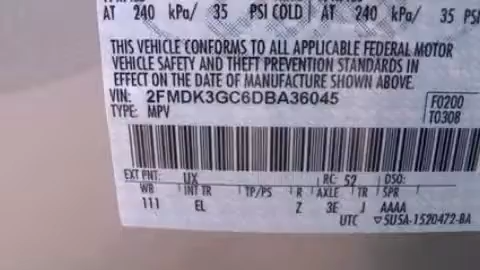 AT 240 kPa/ 35 PSI COLD AT 240 kPa/ 35 PSI
THIS VEHICLE CONFORMS TO ALL APPLICABLE FEDERAL MOTOR
VEHICLE SAFETY AND THEFT PREVENTION STANDARDS IN
EFFECT ON THE DATE OF MANUFACTURE SHOWN ABOVE.
VIN: 2FMDK3GC6DBA36045 F0200
TYPE: MPV T0308
EXT PNT: UX RC: 52 DSO:
WB INT TR TP/PS R AXLE TR SPR
111 EL Z 3E J AAAA
UTC ▽SU5A-1520472-BA